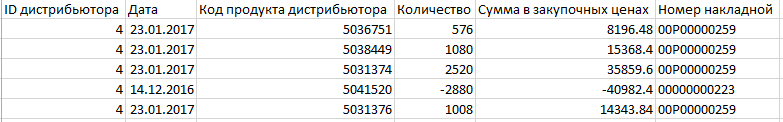 ID дистрибьютора Дата Код продукта дистрибьютора Количество Сумма в закупочных ценах Номер накладной
4 23.01.2017 5036751 576 8196.48 00P00000259
4 23.01.2017 5038449 1080 15368.4 00P00000259
4 23.01.2017 5031374 2520 35859.6 00P00000259
4 14.12.2016 5041520 -2880 -40982.4 00000000223
4 23.01.2017 5031376 1008 14343.84 00P00000259